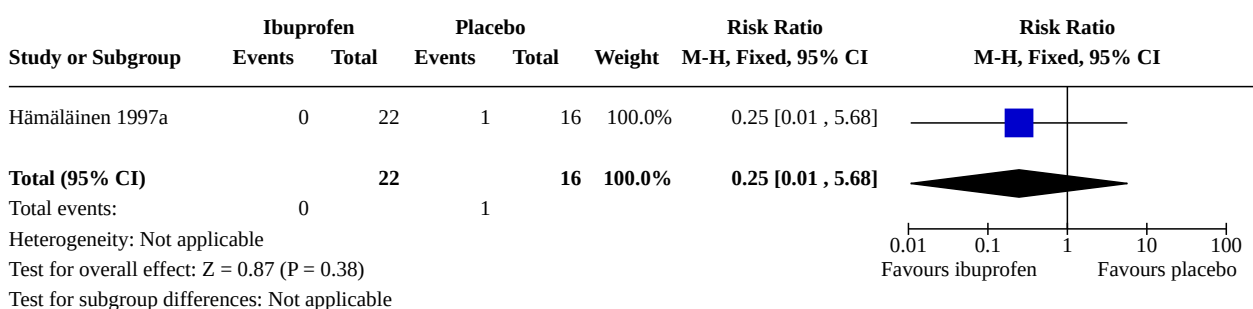 Ibuprofen Placebo Risk Ratio Risk Ratio
Study or Subgroup Events Total Events Total Weight M-H, Fixed, 95% CI M-H, Fixed, 95% CI
Hämäläinen 1997a 0 22 1 16 100.0% 0.25 [0.01 , 5.68]
Total (95% CI) 22 16 100.0% 0.25 [0.01 , 5.68]
Total events: 0 1
Heterogeneity: Not applicable
0.01 0.1 1 10 100
Test for overall effect: Z = 0.87 (P = 0.38) Favours ibuprofen Favours placebo
Test for subgroup differences: Not applicable